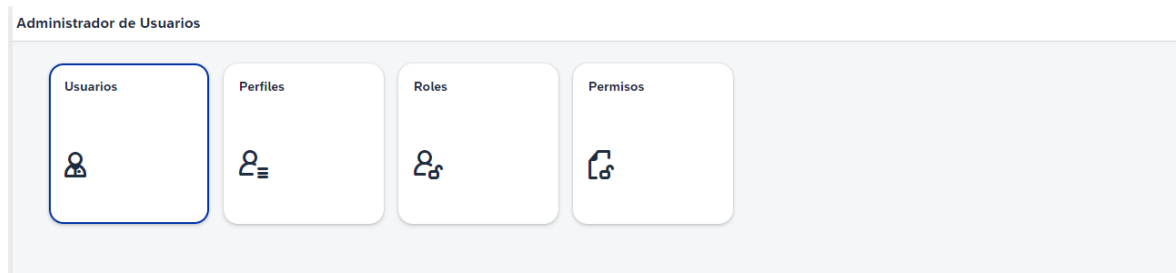 Administrador de Usuarios
Usuarios
Perfiles
Roles
Permisos